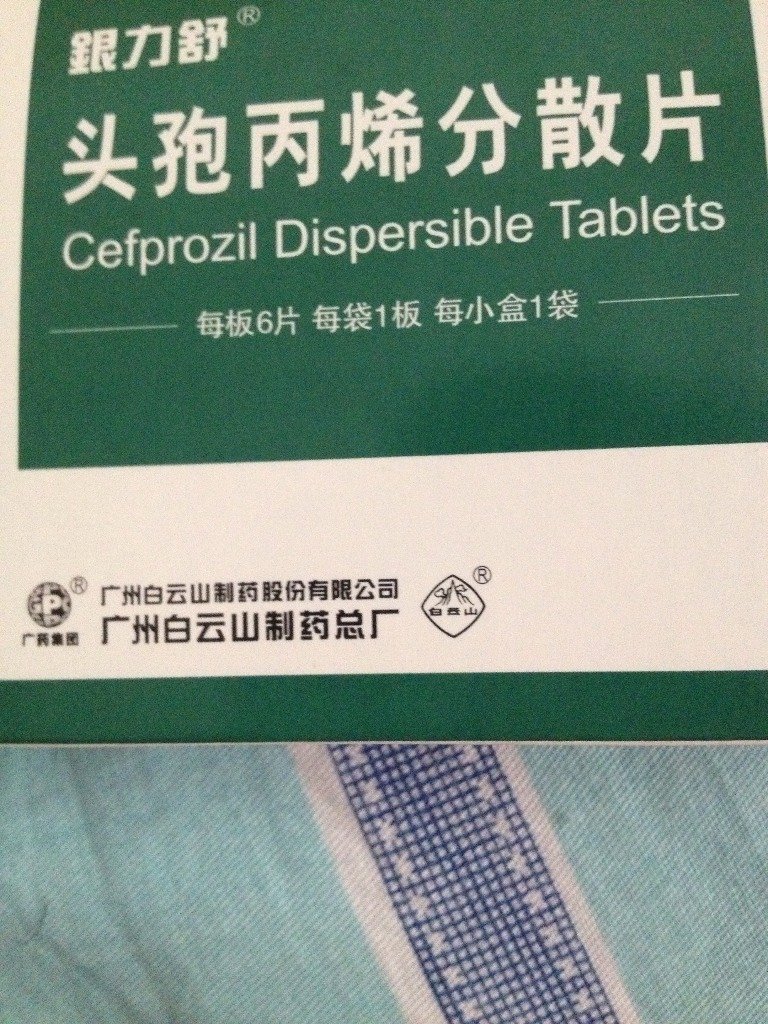 銀力舒®
头孢丙烯分散片
Cefprozil Dispersible Tablets
每板6片 每袋1板 每小盒1袋
广药集团
®
广州白云山制药股份有限公司
广州白云山制药总厂
白云山
®